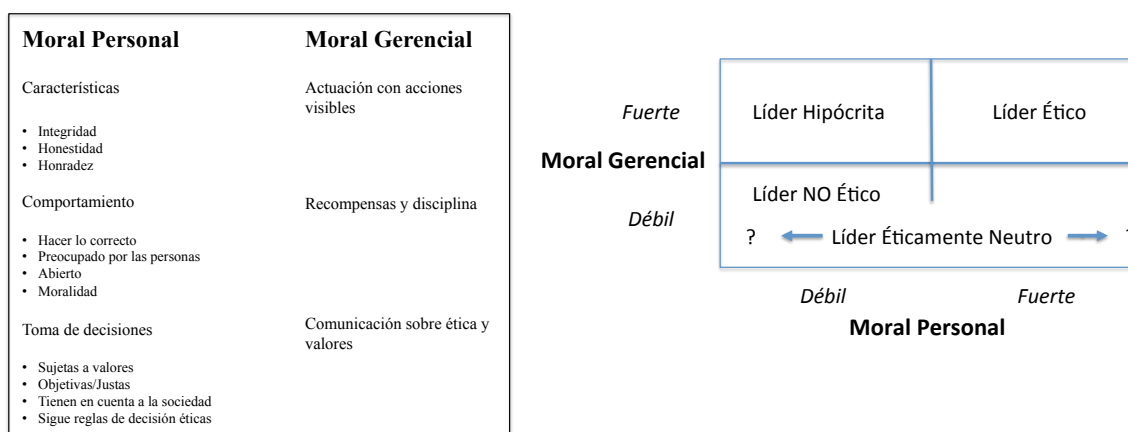 Moral Personal
Moral Gerencial
Características
Actuación con acciones
visibles
• Integridad
• Honestidad
• Honradez
Comportamiento
Recompensas y disciplina
• Hacer lo correcto
• Preocupado por las personas
• Abierto
• Moralidad
Toma de decisiones
Comunicación sobre ética y
valores
• Sujetas a valores
• Objetivas/Justas
• Tienen en cuenta a la sociedad
• Sigue reglas de decisión éticas
Fuerte
Líder Hipócrita
Líder Ético
Moral Gerencial
Líder NO Ético
Débil
? Líder Éticamente Neutro
Débil
Fuerte
Moral Personal